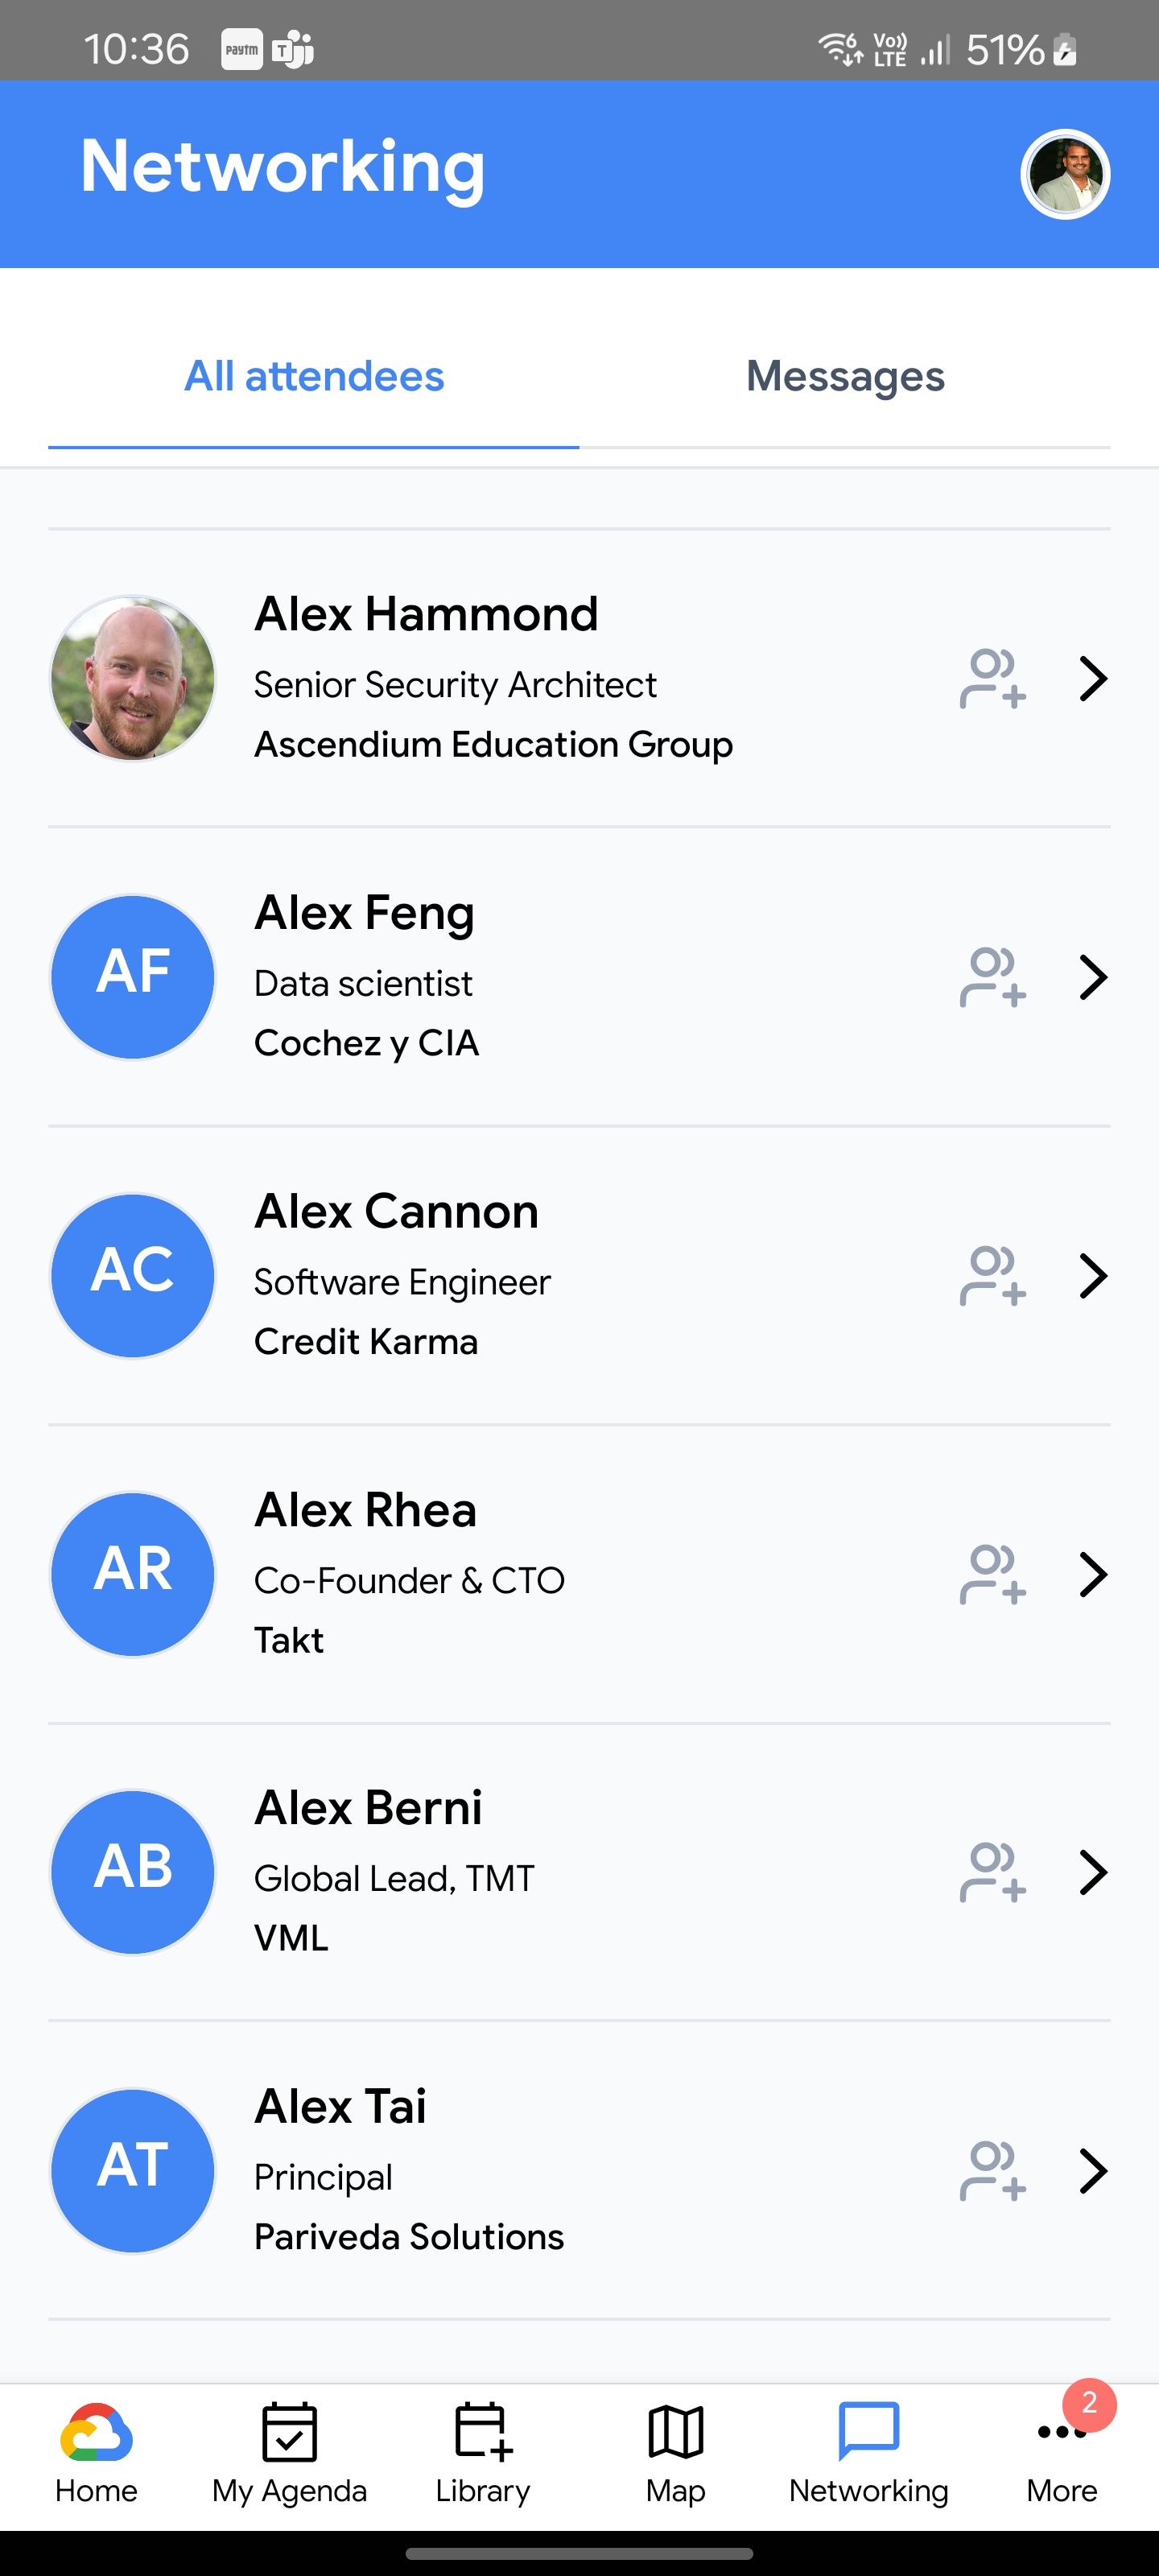 10:36 paytm T 6 Vo)) LTE 51%
Networking
All attendees Messages
Alex Hammond
Senior Security Architect
Ascendium Education Group
AF
Alex Feng
Data scientist
Cochez y CIA
AC
Alex Cannon
Software Engineer
Credit Karma
AR
Alex Rhea
Co-Founder & CTO
Takt
AB
Alex Berni
Global Lead, TMT
VML
AT
Alex Tai
Principal
Pariveda Solutions
2
Home My Agenda Library Map Networking More